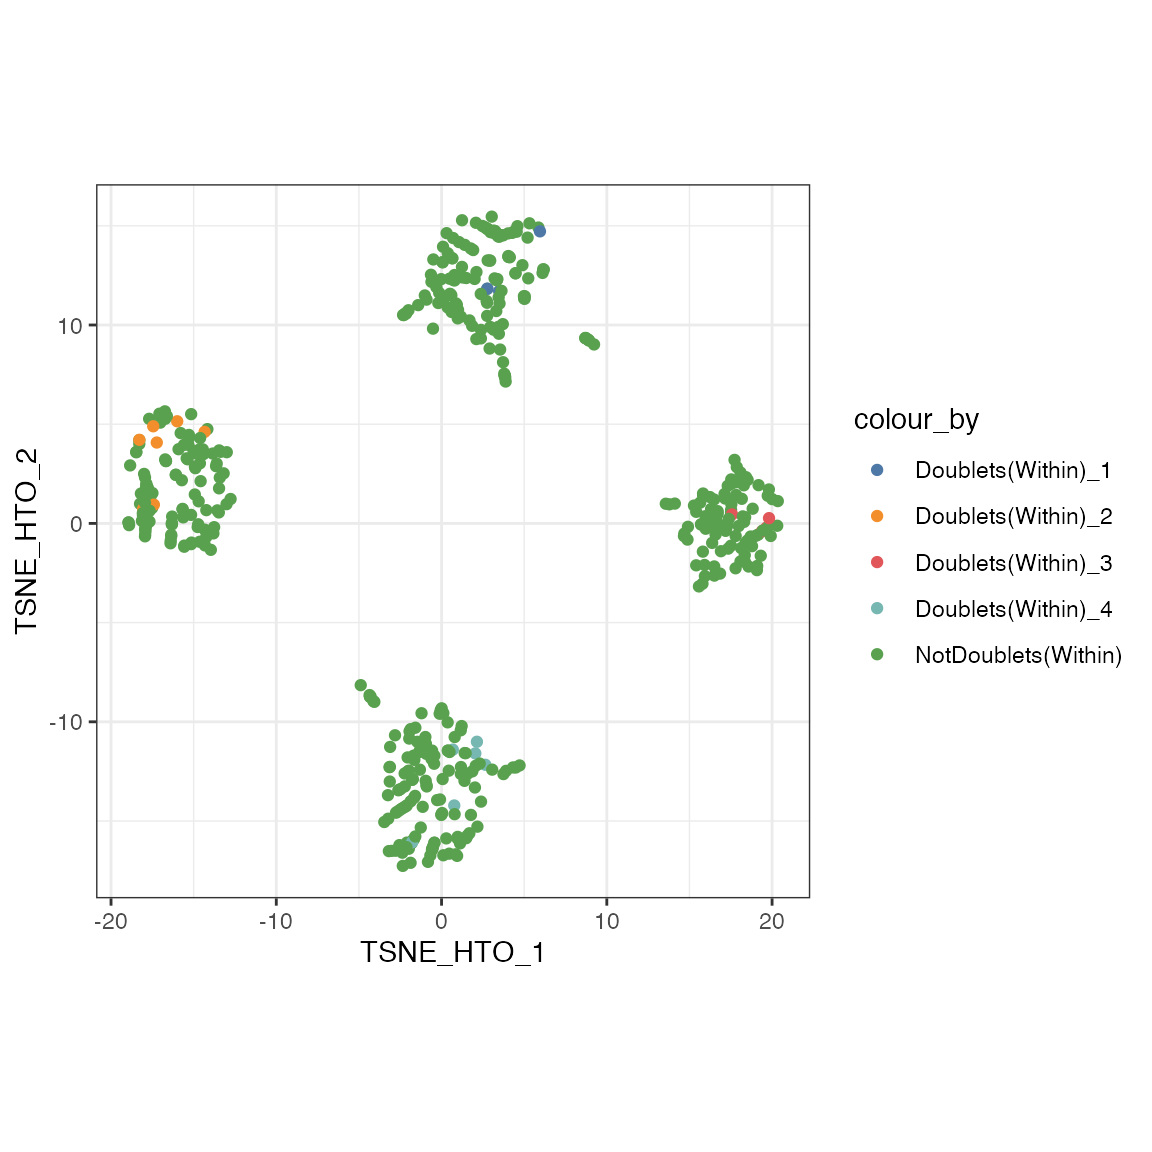 10
0
-10
-20
-10
0
10
20
TSNE_HTO_1
TSNE_HTO_2
colour_by
Doublets(Within)_1
Doublets(Within)_2
Doublets(Within)_3
Doublets(Within)_4
NotDoublets(Within)